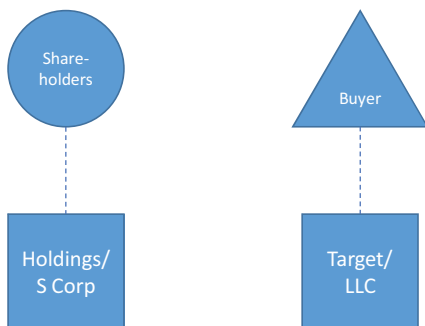 Share-
holders
Buyer
Holdings/
S Corp
Target/
LLC